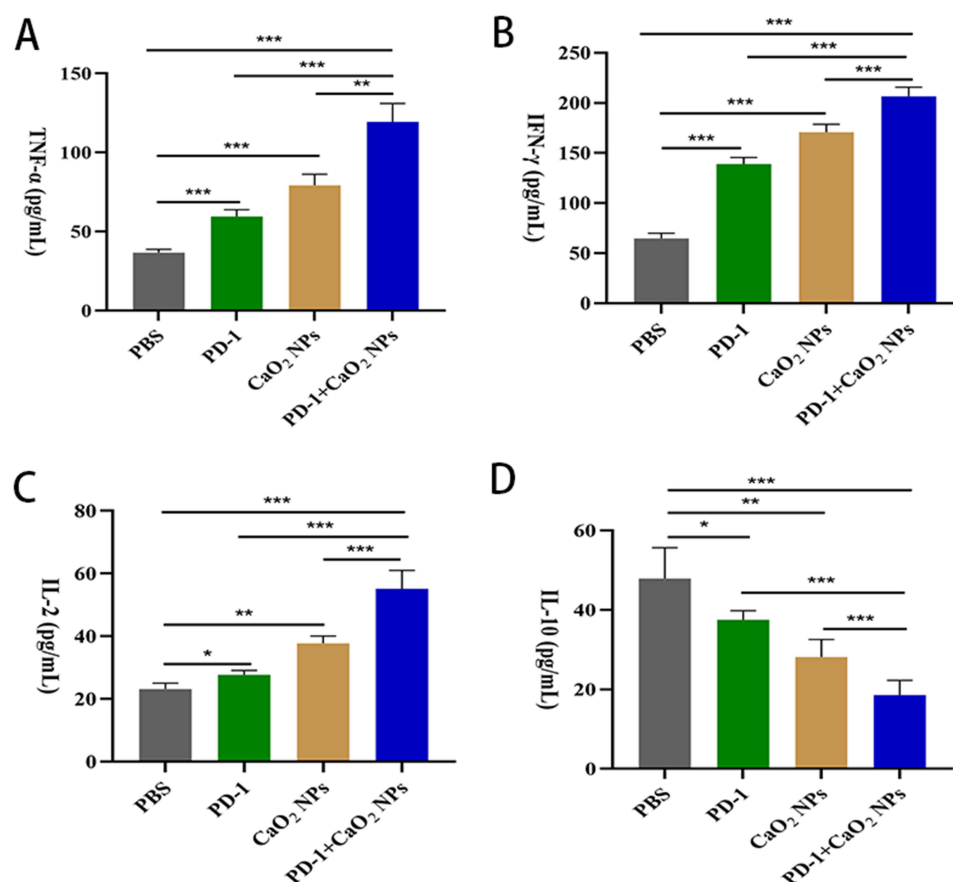 A
***
***
**
***
***
TNF-α (pg/mL)
150
100
50
0
PBS
PD-1
CaO₂ NPs
PD-1+CaO₂ NPs
B
***
***
***
***
***
IFN-γ (pg/mL)
250
200
150
100
50
0
PBS
PD-1
CaO₂ NPs
PD-1+CaO₂ NPs
C
***
***
***
**
*
IL-2 (pg/mL)
80
60
40
20
0
PBS
PD-1
CaO₂ NPs
PD-1+CaO₂ NPs
D
***
**
*
***
***
IL-10 (pg/mL)
60
40
20
0
PBS
PD-1
CaO₂ NPs
PD-1+CaO₂ NPs